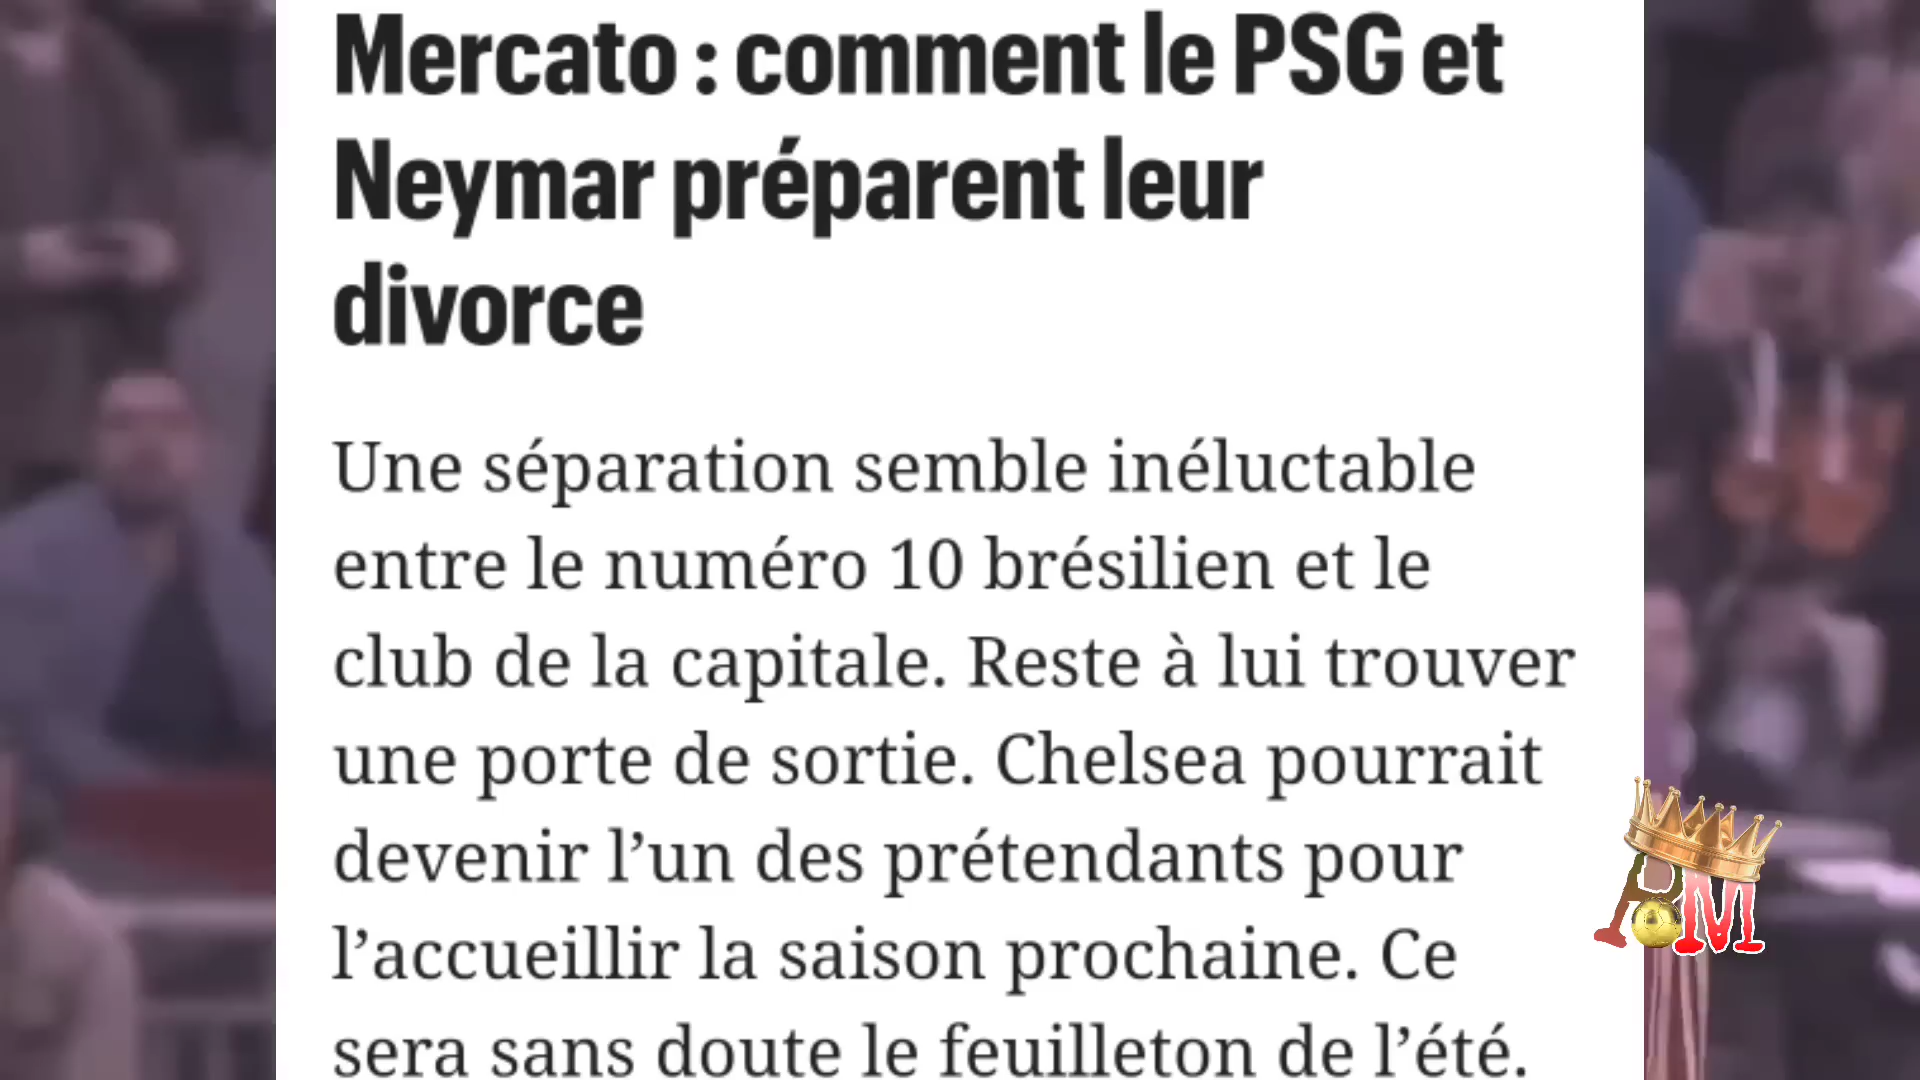 Mercato : comment le PSG et
Neymar préparent leur
divorce
Une séparation semble inéluctable
entre le numéro 10 brésilien et le
club de la capitale. Reste à lui trouver
une porte de sortie. Chelsea pourrait
devenir l’un des prétendants pour
l’accueillir la saison prochaine. Ce
sera sans doute le feuilleton de l’été.
RM